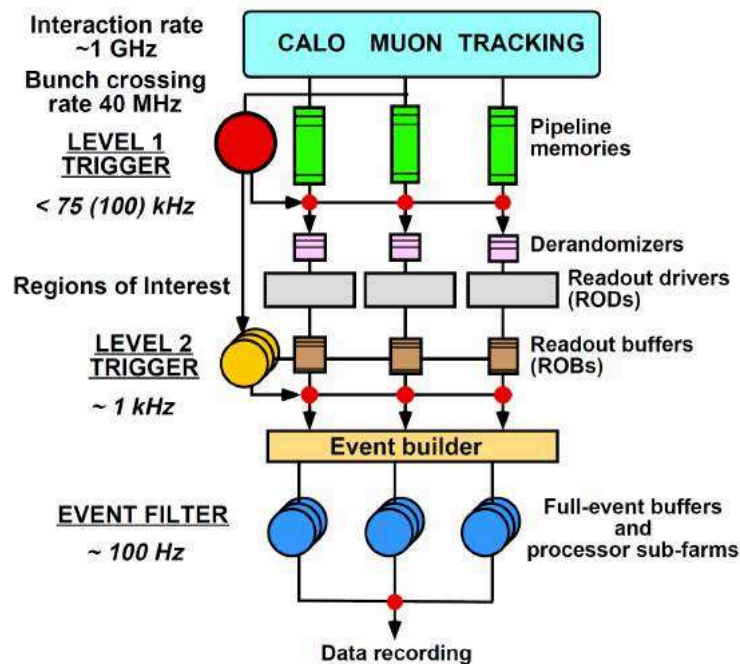 Interaction rate
~1 GHz
CALO MUON TRACKING
Bunch crossing
rate 40 MHz
LEVEL 1
TRIGGER
< 75 (100) kHz
Pipeline
memories
Derandomizers
Regions of Interest
Readout drivers
(RODs)
LEVEL 2
TRIGGER
~ 1 kHz
Readout buffers
(ROBs)
Event builder
EVENT FILTER
~ 100 Hz
Full-event buffers
and
processor sub-farms
Data recording